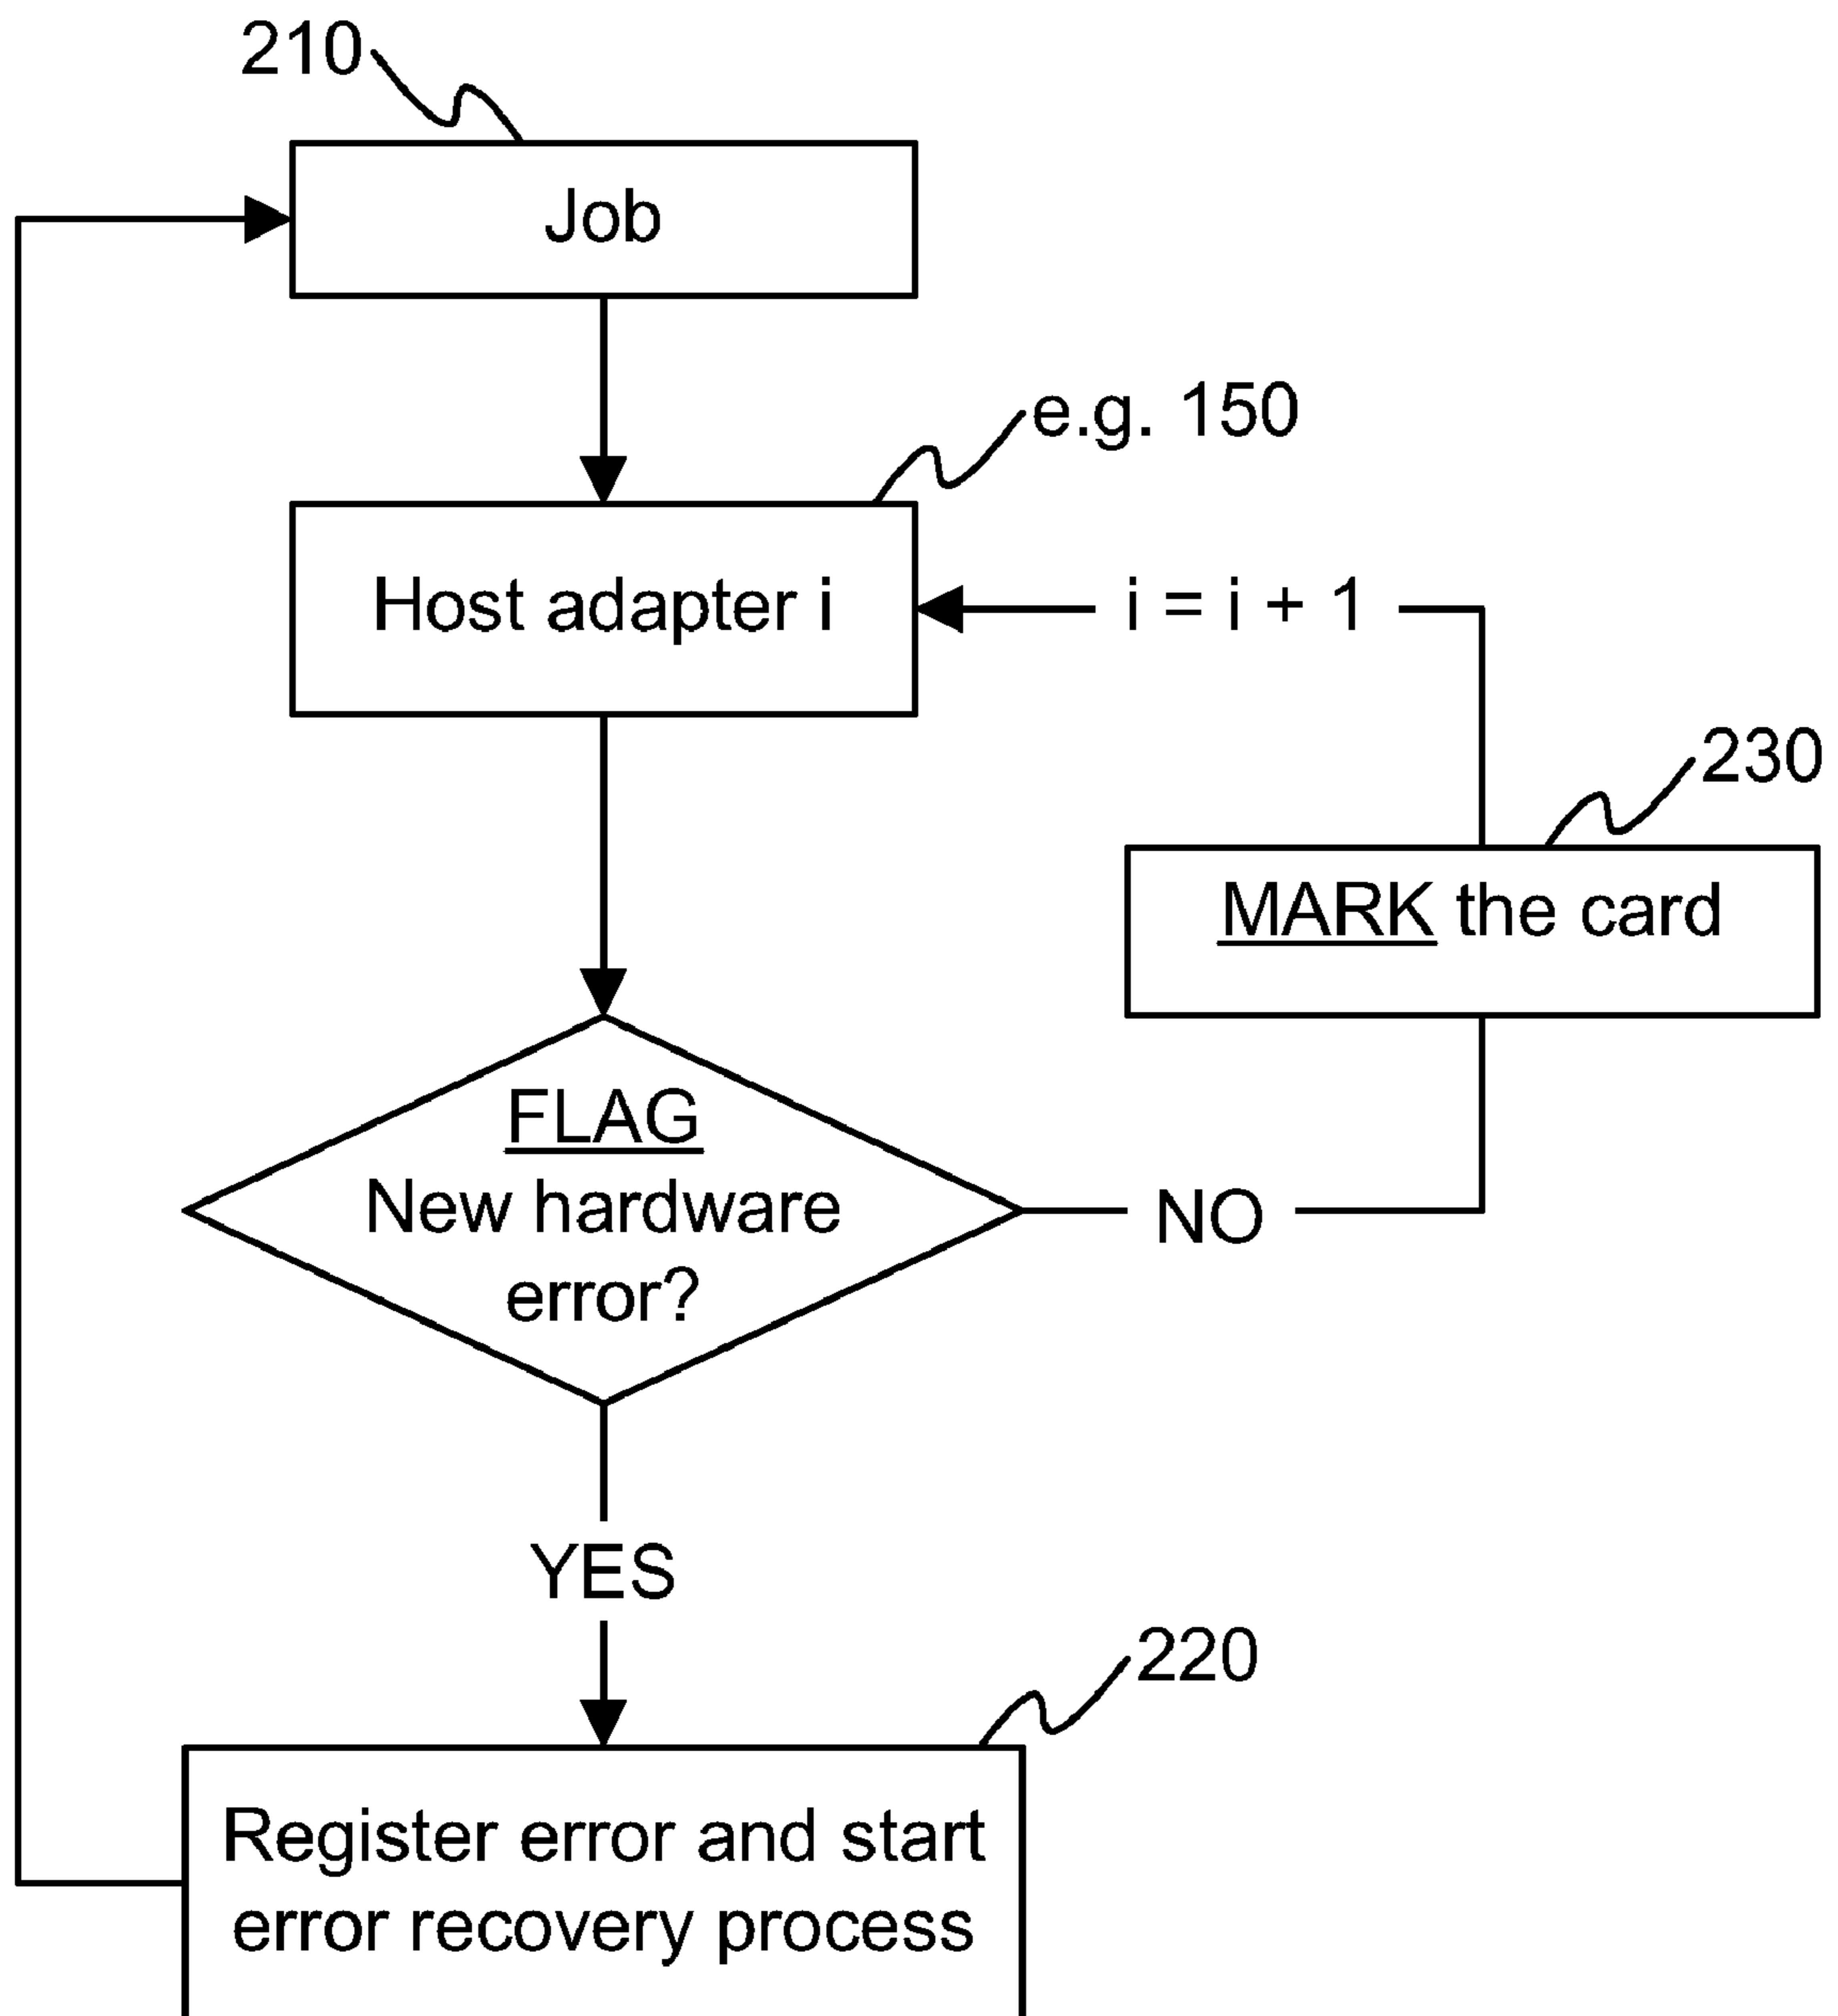 210
Job
e.g. 150
Host adapter i
i = i + 1
230
MARK the card
FLAG
New hardware
error?
NO
YES
220
Register error and start
error recovery process